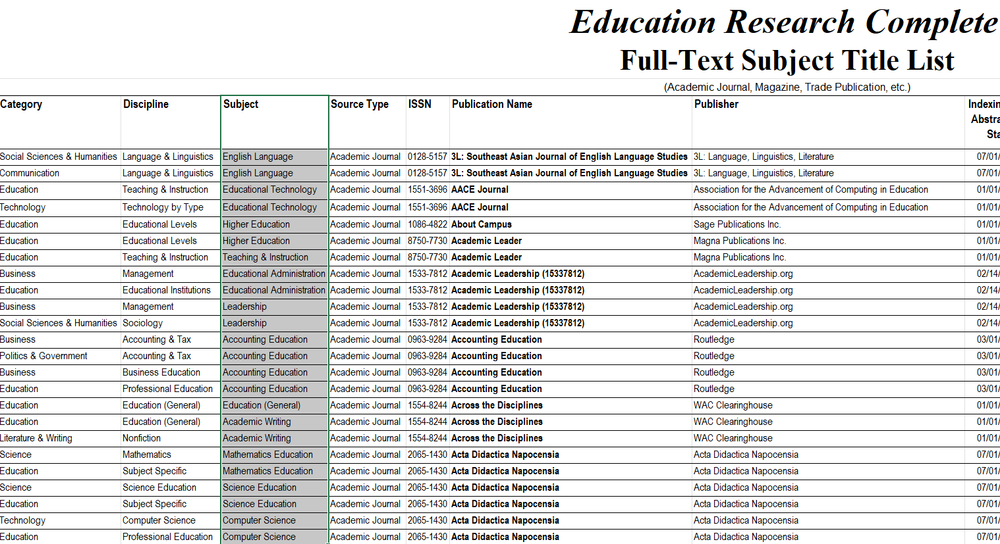 Education Research Complete
Full-Text Subject Title List
(Academic Journal, Magazine, Trade Publication, etc.)
Category Discipline Subject Source Type ISSN Publication Name Publisher Indexin
Abstra
Sta
Social Sciences & Humanities Language & Linguistics English Language Academic Journal 0128-5157 3L: Southeast Asian Journal of English Language Studies 3L: Language, Linguistics, Literature 07/01/
Communication Language & Linguistics English Language Academic Journal 0128-5157 3L: Southeast Asian Journal of English Language Studies 3L: Language, Linguistics, Literature 07/01/
Education Teaching & Instruction Educational Technology Academic Journal 1551-3696 AACE Journal Association for the Advancement of Computing in Education 01/01/
Technology Technology by Type Educational Technology Academic Journal 1551-3696 AACE Journal Association for the Advancement of Computing in Education 01/01/
Education Educational Levels Higher Education Academic Journal 1086-4822 About Campus Sage Publications Inc. 01/01/
Education Educational Levels Higher Education Academic Journal 8750-7730 Academic Leader Magna Publications Inc. 01/01/
Education Teaching & Instruction Teaching & Instruction Academic Journal 8750-7730 Academic Leader Magna Publications Inc. 01/01/
Business Management Educational Administration Academic Journal 1533-7812 Academic Leadership (15337812) AcademicLeadership.org 02/14/
Education Educational Institutions Educational Administration Academic Journal 1533-7812 Academic Leadership (15337812) AcademicLeadership.org 02/14/
Business Management Leadership Academic Journal 1533-7812 Academic Leadership (15337812) AcademicLeadership.org 02/14/
Social Sciences & Humanities Sociology Leadership Academic Journal 1533-7812 Academic Leadership (15337812) AcademicLeadership.org 02/14/
Business Accounting & Tax Accounting Education Academic Journal 0963-9284 Accounting Education Routledge 03/01/
Politics & Government Accounting & Tax Accounting Education Academic Journal 0963-9284 Accounting Education Routledge 03/01/
Business Business Education Accounting Education Academic Journal 0963-9284 Accounting Education Routledge 03/01/
Education Professional Education Accounting Education Academic Journal 0963-9284 Accounting Education Routledge 03/01/
Education Education (General) Education (General) Academic Journal 1554-8244 Across the Disciplines WAC Clearinghouse 01/01/
Education Education (General) Academic Writing Academic Journal 1554-8244 Across the Disciplines WAC Clearinghouse 01/01/
Literature & Writing Nonfiction Academic Writing Academic Journal 1554-8244 Across the Disciplines WAC Clearinghouse 01/01/
Science Mathematics Mathematics Education Academic Journal 2065-1430 Acta Didactica Napocensia Acta Didactica Napocensia 07/01/
Education Subject Specific Mathematics Education Academic Journal 2065-1430 Acta Didactica Napocensia Acta Didactica Napocensia 07/01/
Science Science Education Science Education Academic Journal 2065-1430 Acta Didactica Napocensia Acta Didactica Napocensia 07/01/
Education Subject Specific Science Education Academic Journal 2065-1430 Acta Didactica Napocensia Acta Didactica Napocensia 07/01/
Technology Computer Science Computer Science Academic Journal 2065-1430 Acta Didactica Napocensia Acta Didactica Napocensia 07/01/
Education Professional Education Computer Science Academic Journal 2065-1430 Acta Didactica Napocensia Acta Didactica Napocensia 07/01/